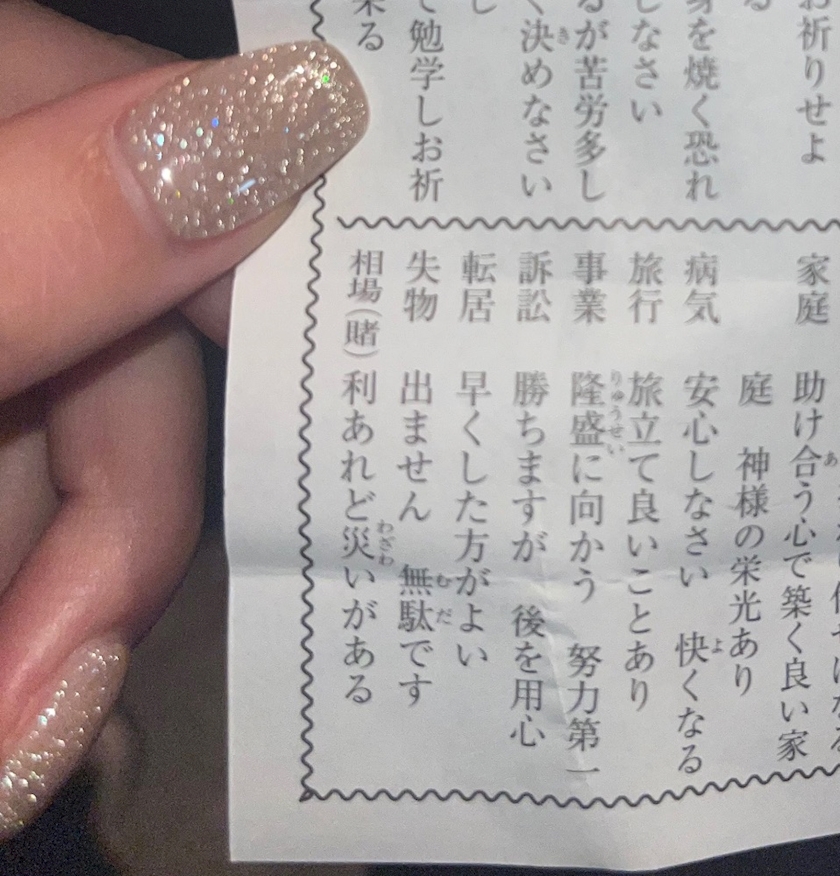 お祈りせよ
る
身を焼く恐れ
しなさい
るが苦労多し
く決めなさい
し
て勉学しお祈
来る
家庭 助け合う心で築く良い家
庭 神様の栄光あり
病気 安心しなさい 快くなる
旅行 旅立て良いことあり
事業 隆盛に向かう 努力第一
訴訟 勝ちますが 後を用心
転居 早くした方がよい
失物 出ません 無駄です
相場(賭) 利あれど災いがある